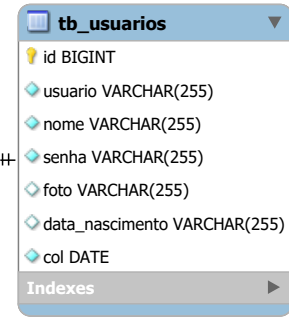 tb_usuarios
id BIGINT
usuario VARCHAR(255)
nome VARCHAR(255)
senha VARCHAR(255)
foto VARCHAR(255)
data_nascimento VARCHAR(255)
col DATE
Indexes